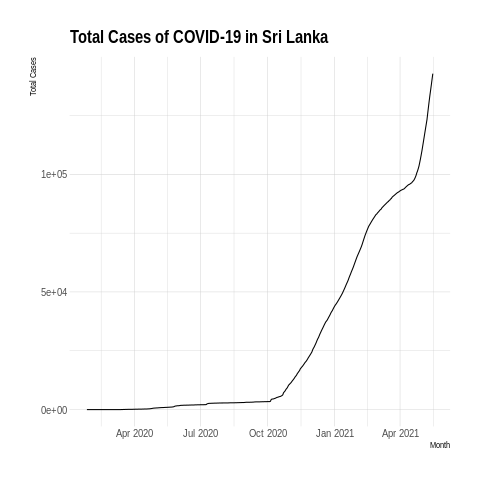 Total Cases of COVID-19 in Sri Lanka
Total Cases
1e+05
5e+04
0e+00
Apr 2020 Jul 2020 Oct 2020 Jan 2021 Apr 2021
Month